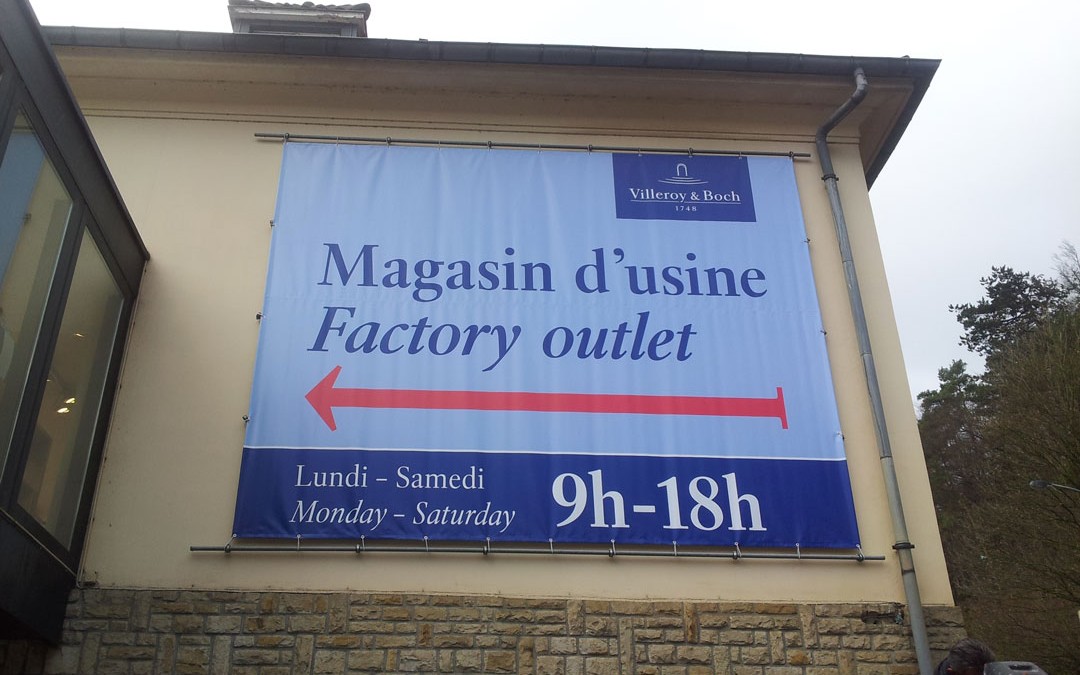 Villeroy & Boch
1748
Magasin d'usine
Factory outlet
Lundi – Samedi
Monday – Saturday
9h-18h